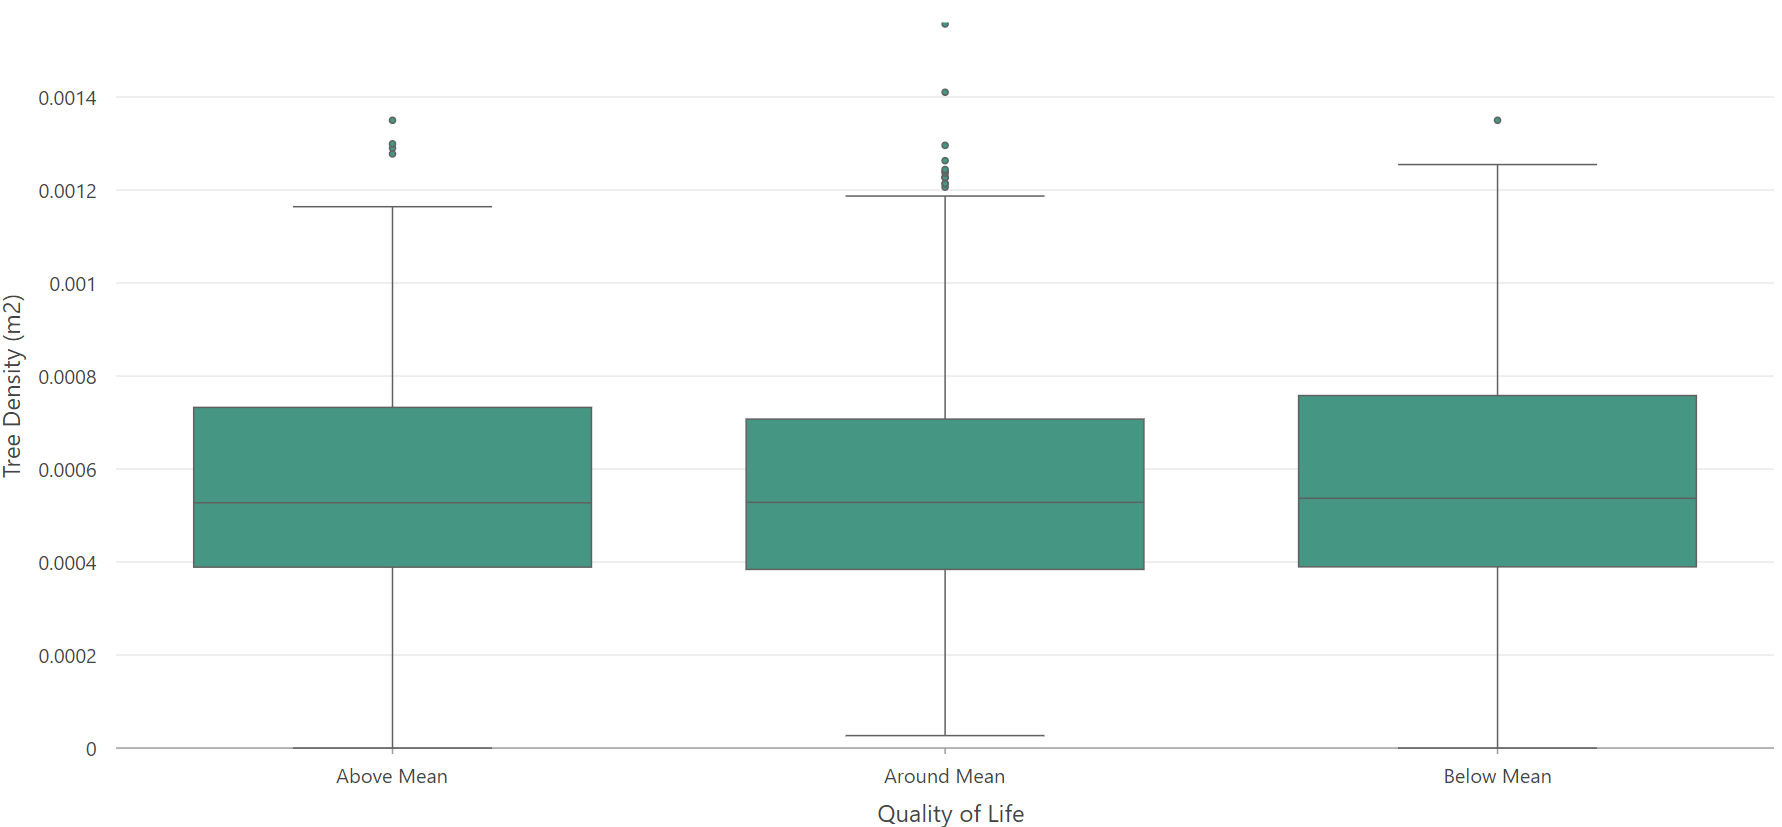 Tree Density (m2)
0.0014
0.0012
0.001
0.0008
0.0006
0.0004
0.0002
0
Above Mean
Around Mean
Below Mean
Quality of Life